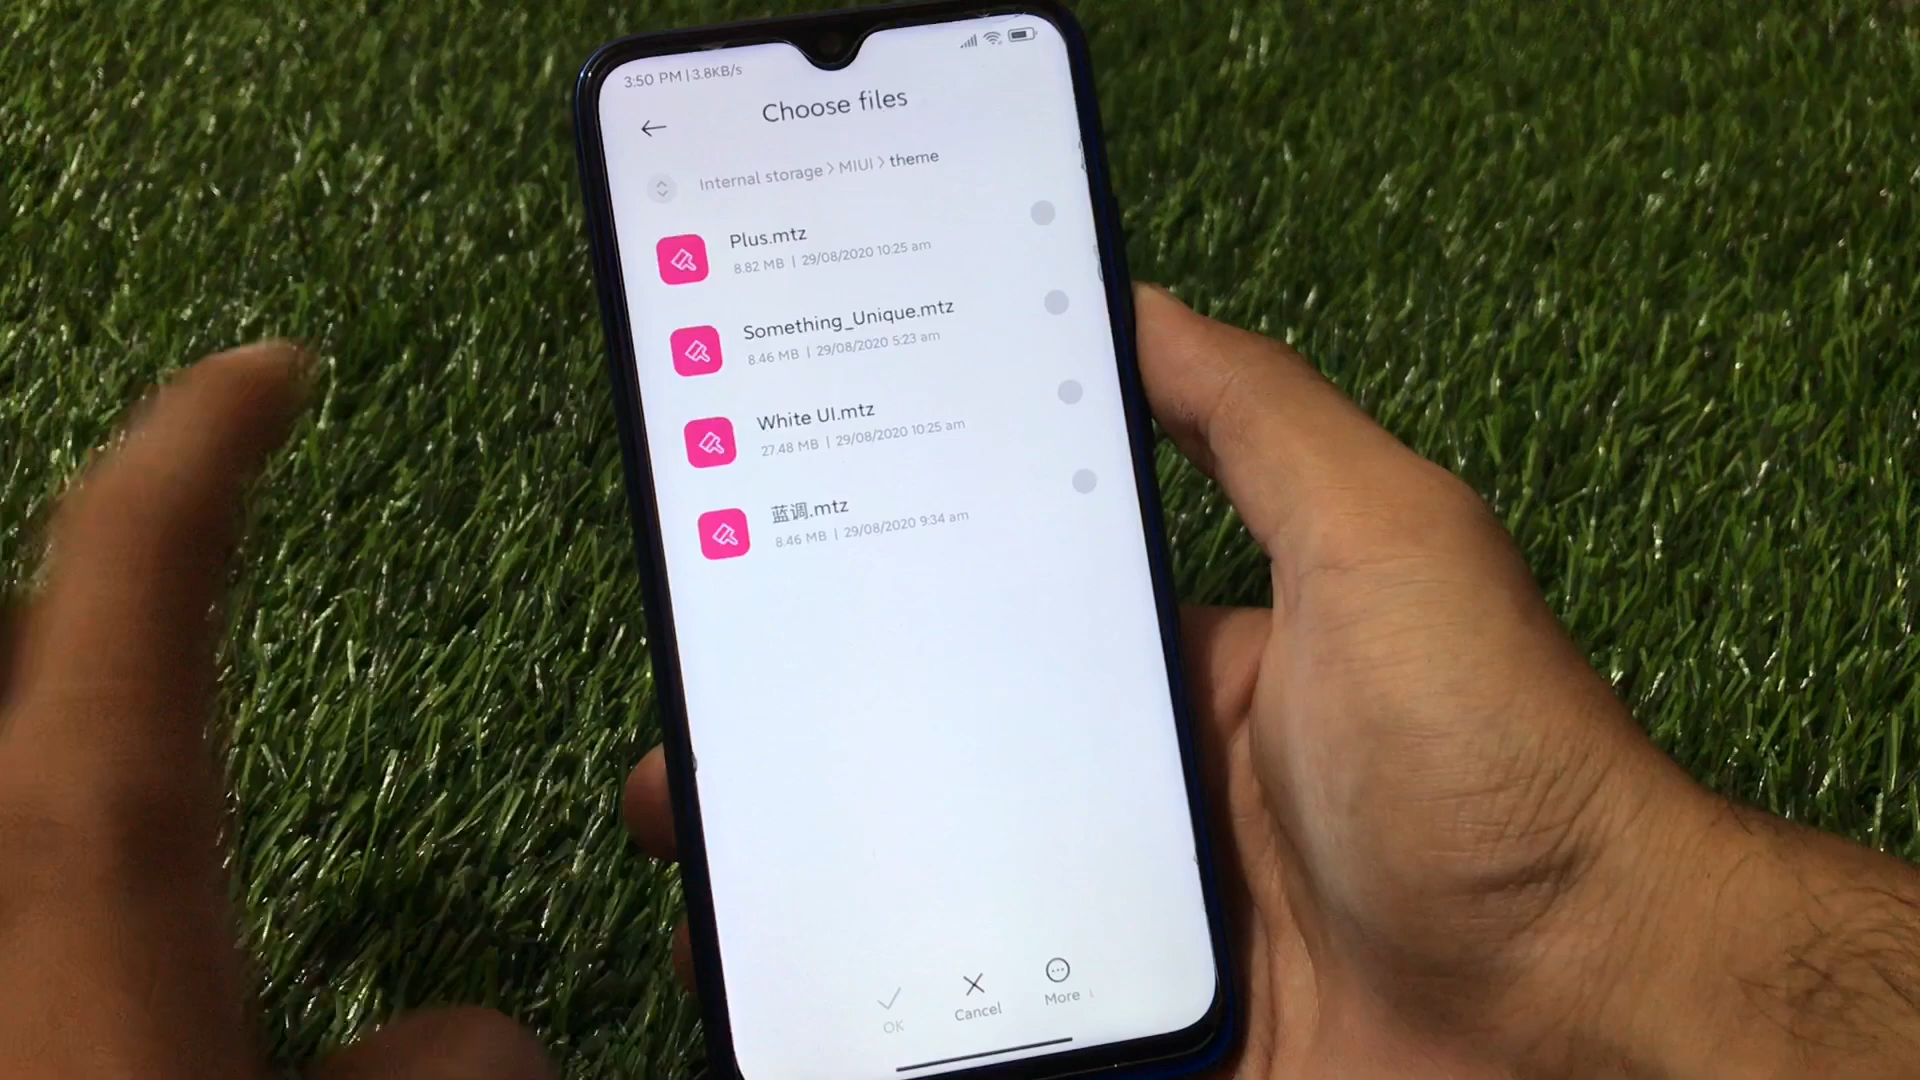 3:50 PM | 3.8KB/s
Choose files
Internal storage > MIUI > theme
Plus.mtz
8.82 MB | 29/08/2020 10:25 am
Something_Unique.mtz
8.46 MB | 29/08/2020 5:23 am
White UI.mtz
27.48 MB | 29/08/2020 10:25 am
蓝调.mtz
8.46 MB | 29/08/2020 9:34 am
OK
Cancel
More